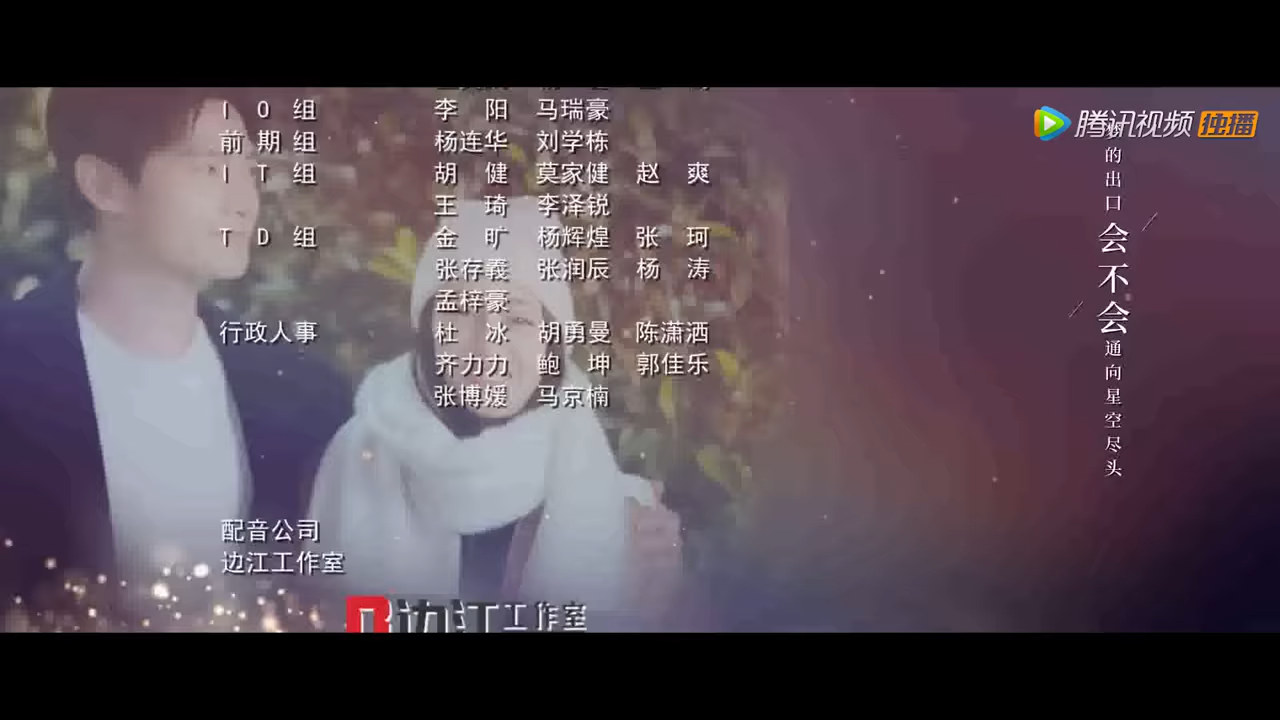 I O 组 李 阳 马瑞豪
前 期 组 杨连华 刘学栋
I T 组 胡 健 莫家健 赵 爽
王 琦 李泽锐
T D 组 金 旷 杨辉煌 张 珂
张存義 张润辰 杨 涛
孟梓豪
行政人事 杜 冰 胡勇曼 陈潇洒
齐力力 鲍 坤 郭佳乐
张博媛 马京楠
配音公司
边江工作室
边江工作室
腾讯视频 独播
的出口会不会通向星空尽头